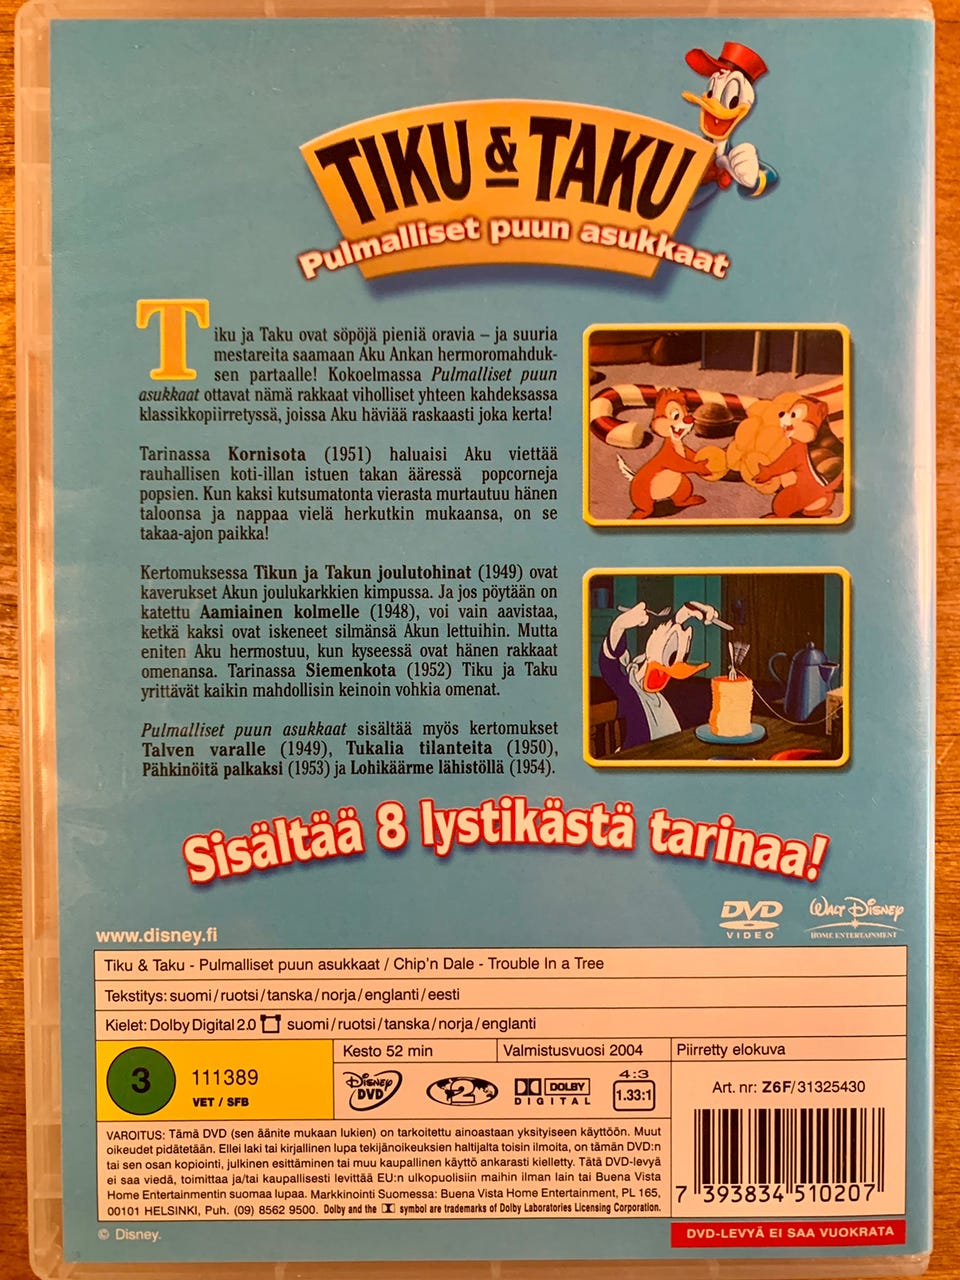 TIKU & TAKU
Pulmalliset puun asukkaat
Tiku ja Taku ovat söpöjä pieniä oravia – ja suuria
mestareita saamaan Aku Ankan hermoromahduk-
sen partaalle! Kokoelmassa Pulmalliset puun
asukkaat ottavat nämä rakkaat viholliset yhteen kahdeksassa
klassikkopiirretyssä, joissa Aku häviää raskaasti joka kerta!
Tarinassa Kornisota (1951) haluaisi Aku viettää
rauhallisen koti-illan istuen takan ääressä popcorneja
popsien. Kun kaksi kutsumatonta vierasta murtautuu hänen
taloonsa ja nappaa vielä herkutkin mukaansa, on se
takaa-ajon paikka!
Kertomuksessa Tikun ja Takun joulutohinat (1949) ovat
kaverukset Akun joulukarkkien kimpussa. Ja jos pöytään on
katettu Aamiainen kolmelle (1948), voi vain aavistaa,
ketkä kaksi ovat iskeneet silmänsä Akun lettuihin. Mutta
eniten Aku hermostuu, kun kyseessä ovat hänen rakkaat
omenansa. Tarinassa Siemenkota (1952) Tiku ja Taku
yrittävät kaikin mahdollisin keinoin vohkia omenat.
Pulmalliset puun asukkaat sisältää myös kertomukset
Talven varalle (1949), Tukalia tilanteita (1950),
Pähkinöitä palkaksi (1953) ja Lohikäärme lähistöllä (1954).
Sisältää 8 lystikästä tarinaa!
DVD VIDEO
WALT DISNEY
HOME ENTERTAINMENT
www.disney.fi
Tiku & Taku - Pulmalliset puun asukkaat / Chip'n Dale - Trouble In a Tree
Tekstitys: suomi/ruotsi/tanska/norja/englanti/eesti
Kielet: Dolby Digital 2.0 suomi/ruotsi/tanska/norja/englanti
3
111389
VET / SFB
Kesto 52 min
Valmistusvuosi 2004
Piirretty elokuva
DISNEY DVD
2
DOLBY DIGITAL
4:3
1.33:1
Art. nr: Z6F/31325430
VAROITUS: Tämä DVD (sen äänite mukaan lukien) on tarkoitettu ainoastaan yksityiseen käyttöön. Muut
oikeudet pidätetään. Ellei laki tai kirjallinen lupa tekijänoikeuksien haltijalta toisin ilmoita, on tämän DVD:n
tai sen osan kopiointi, julkinen esittäminen tai muu kaupallinen käyttö ankarasti kielletty. Tätä DVD-levyä
ei saa viedä, toimittaa ja/tai kaupallisesti levittää EU:n ulkopuolisiin maihin ilman lain tai Buena Vista
Home Entertainmentin suomaa lupaa. Markkinointi Suomessa: Buena Vista Home Entertainment, PL 165,
00101 HELSINKI, Puh. (09) 8562 9500. Dolby and the symbol are trademarks of Dolby Laboratories Licensing Corporation.
7 393834 510207
© Disney.
DVD-LEVYÄ EI SAA VUOKRATA